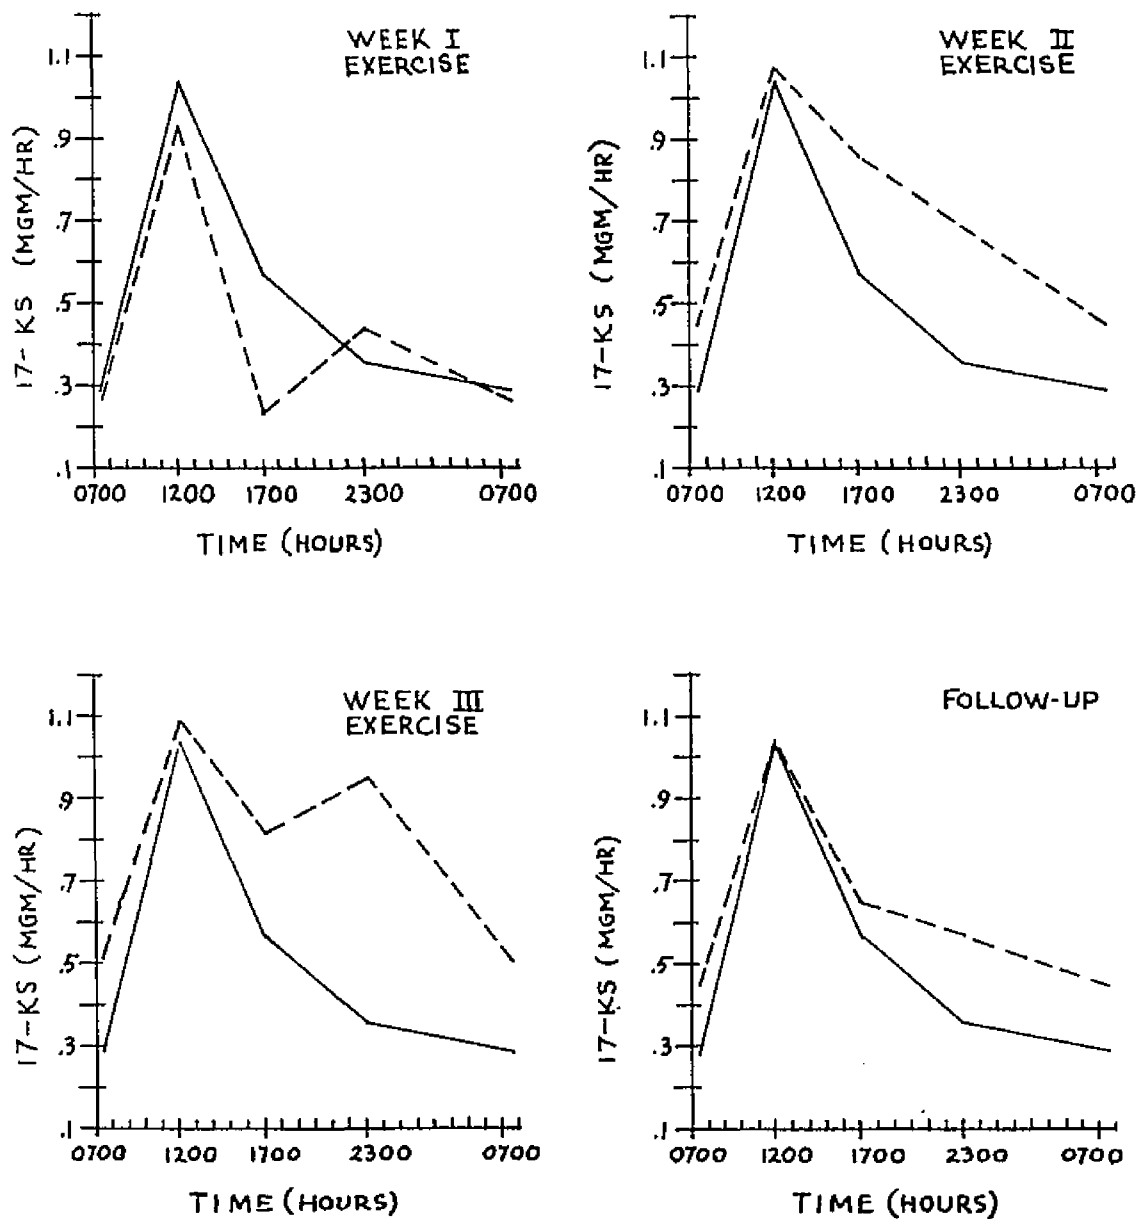 WEEK I
EXERCISE
1.1
.9
.7
.5
.3
.1
17-KS (MGM/HR)
0700 1200 1700 2300 0700
TIME (HOURS)
WEEK II
EXERCISE
1.1
.9
.7
.5
.3
.1
17-KS (MGM/HR)
0700 1200 1700 2300 0700
TIME (HOURS)
WEEK III
EXERCISE
1.1
.9
.7
.5
.3
.1
17-KS (MGM/HR)
0700 1200 1700 2300 0700
TIME (HOURS)
FOLLOW-UP
1.1
.9
.7
.5
.3
.1
17-KS (MGM/HR)
0700 1200 1700 2300 0700
TIME (HOURS)